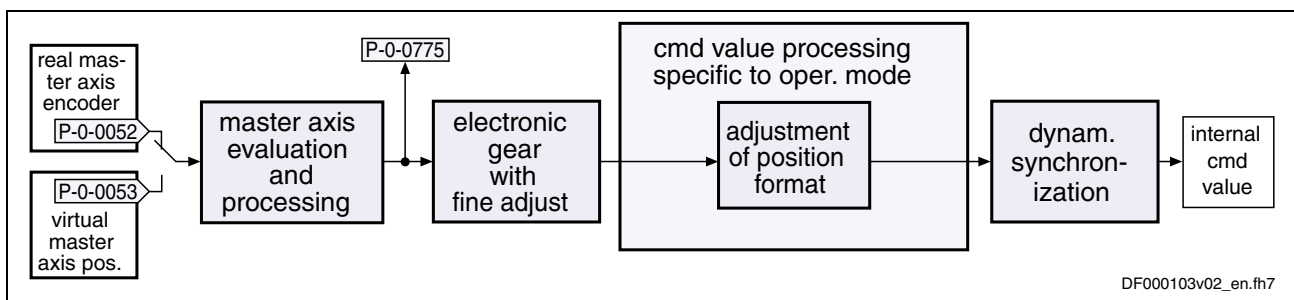 real mas-
ter axis
encoder
P-0-0052
P-0-0053
virtual
master
axis pos.
master axis
evaluation
and
processing
P-0-0775
electronic
gear
with
fine adjust
cmd value processing
specific to oper. mode
adjustment
of position
format
dynam.
synchron-
ization
internal
cmd
value
DF000103v02_en.fh7